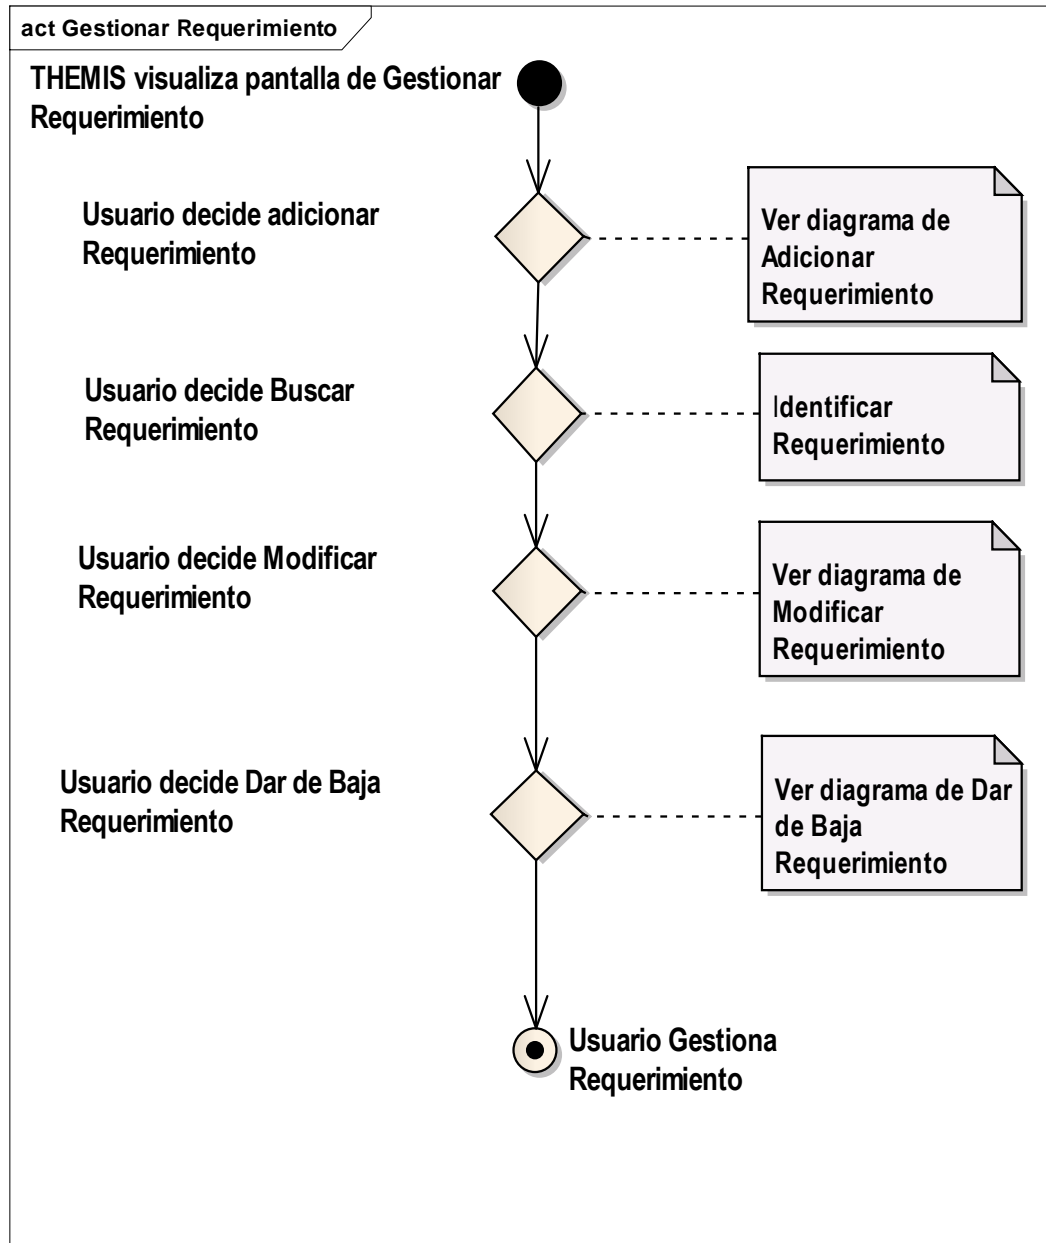 act Gestionar Requerimiento
THEMIS visualiza pantalla de Gestionar
Requerimiento
Usuario decide adicionar
Requerimiento
Ver diagrama de
Adicionar
Requerimiento
Usuario decide Buscar
Requerimiento
Identificar
Requerimiento
Usuario decide Modificar
Requerimiento
Ver diagrama de
Modificar
Requerimiento
Usuario decide Dar de Baja
Requerimiento
Ver diagrama de Dar
de Baja
Requerimiento
Usuario Gestiona
Requerimiento